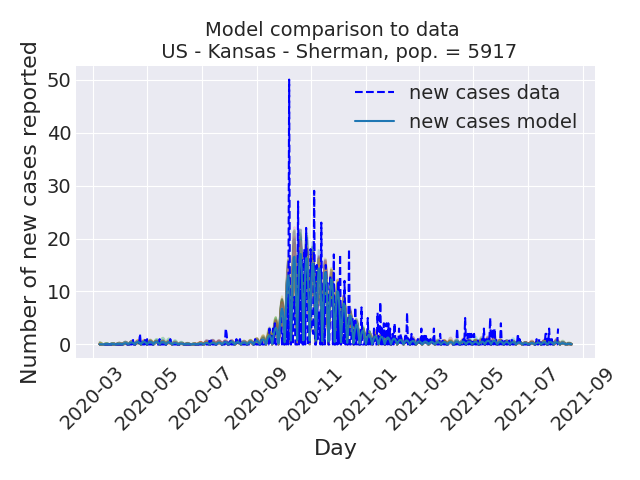 Model comparison to data
US - Kansas - Sherman, pop. = 5917
Number of new cases reported
50
40
30
20
10
0
new cases data
new cases model
2020-03
2020-05
2020-07
2020-09
2020-11
2021-01
2021-03
2021-05
2021-07
2021-09
Day